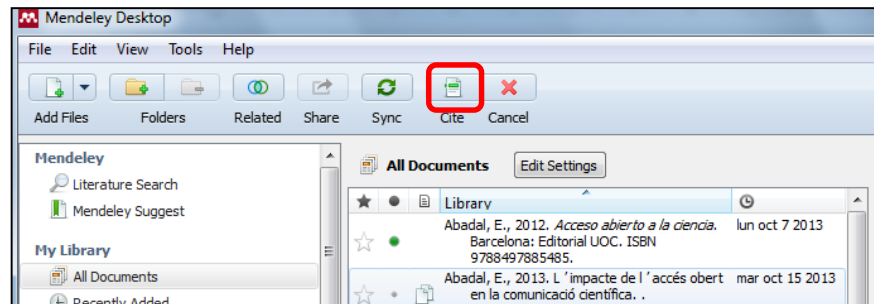 Mendeley Desktop
File Edit View Tools Help
Add Files Folders Related Share Sync Cite Cancel
Mendeley
Literature Search
Mendeley Suggest
My Library
All Documents
Recently Added
All Documents Edit Settings
Library
Abadal, E., 2012. Acceso abierto a la ciencia. lun oct 7 2013
Barcelona: Editorial UOC. ISBN
9788497885485.
Abadal, E., 2013. L´impacte de l´accés obert mar oct 15 2013
en la comunicació científica. .